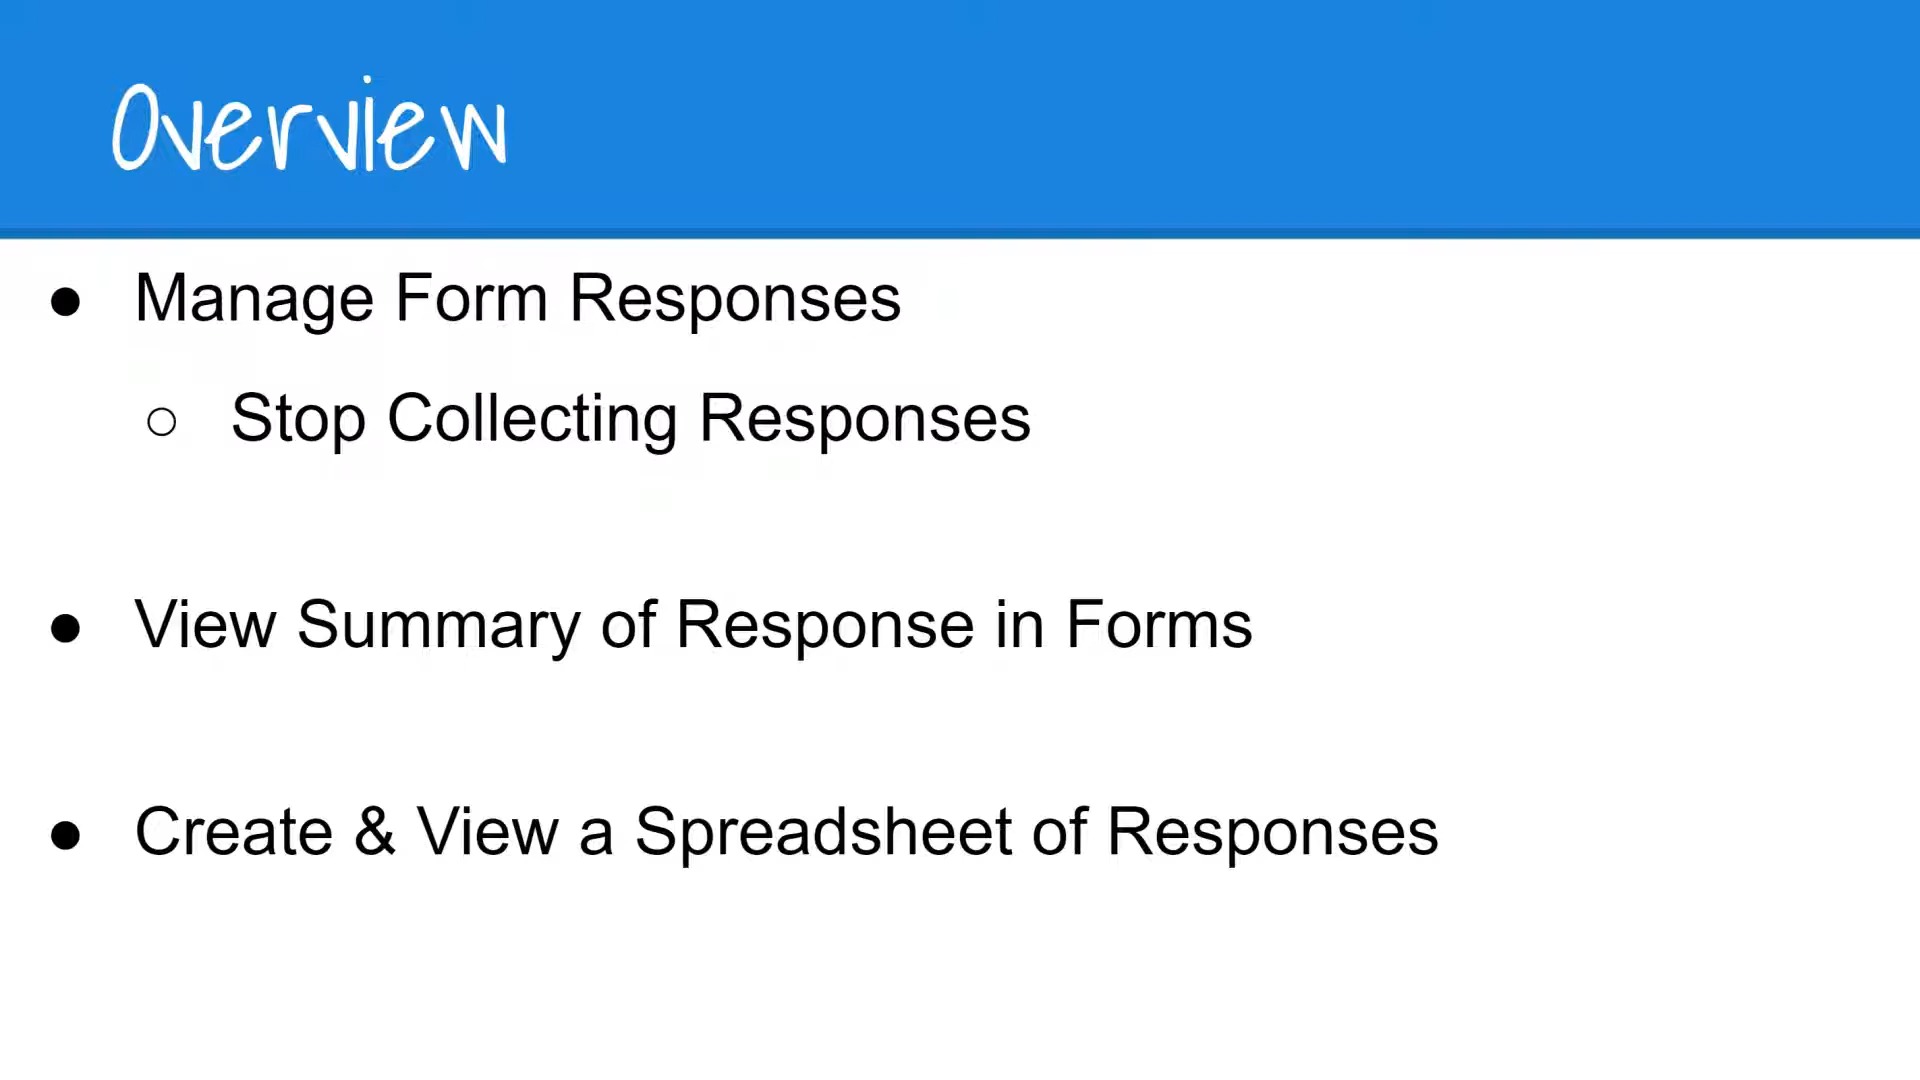 Overview
● Manage Form Responses
○ Stop Collecting Responses
● View Summary of Response in Forms
● Create & View a Spreadsheet of Responses